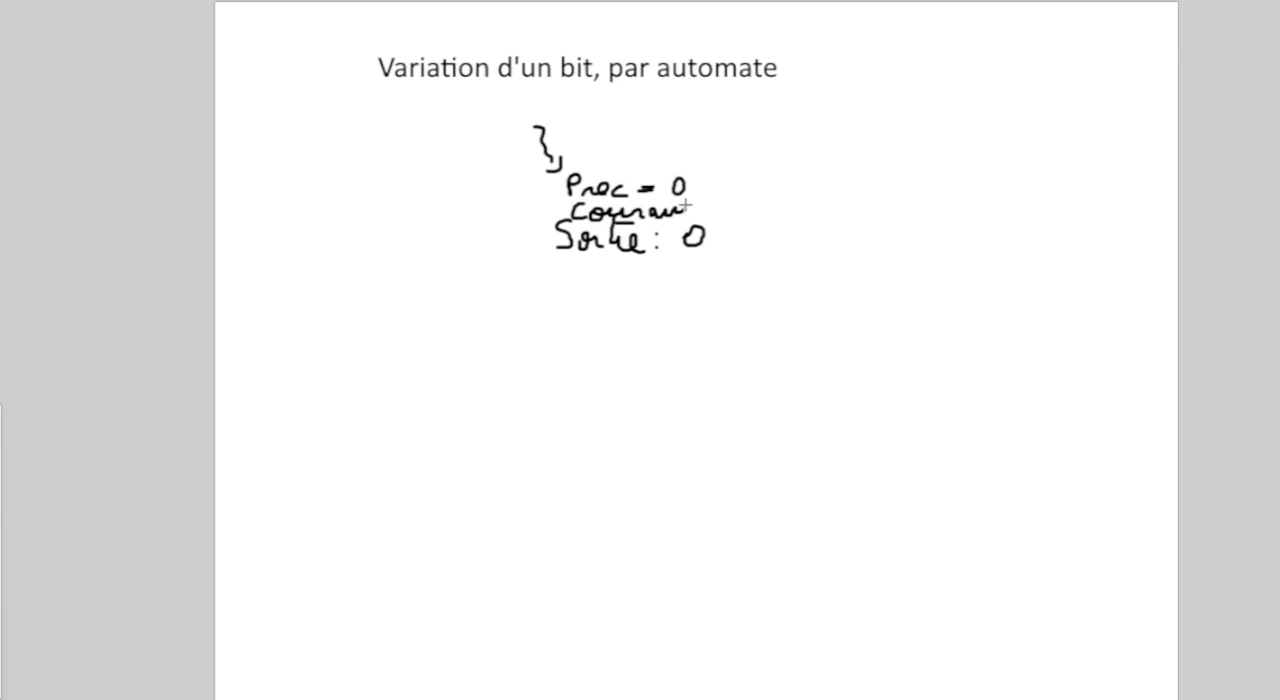 Variation d'un bit, par automate
},
Prec = 0
Courant
Sortie : 0